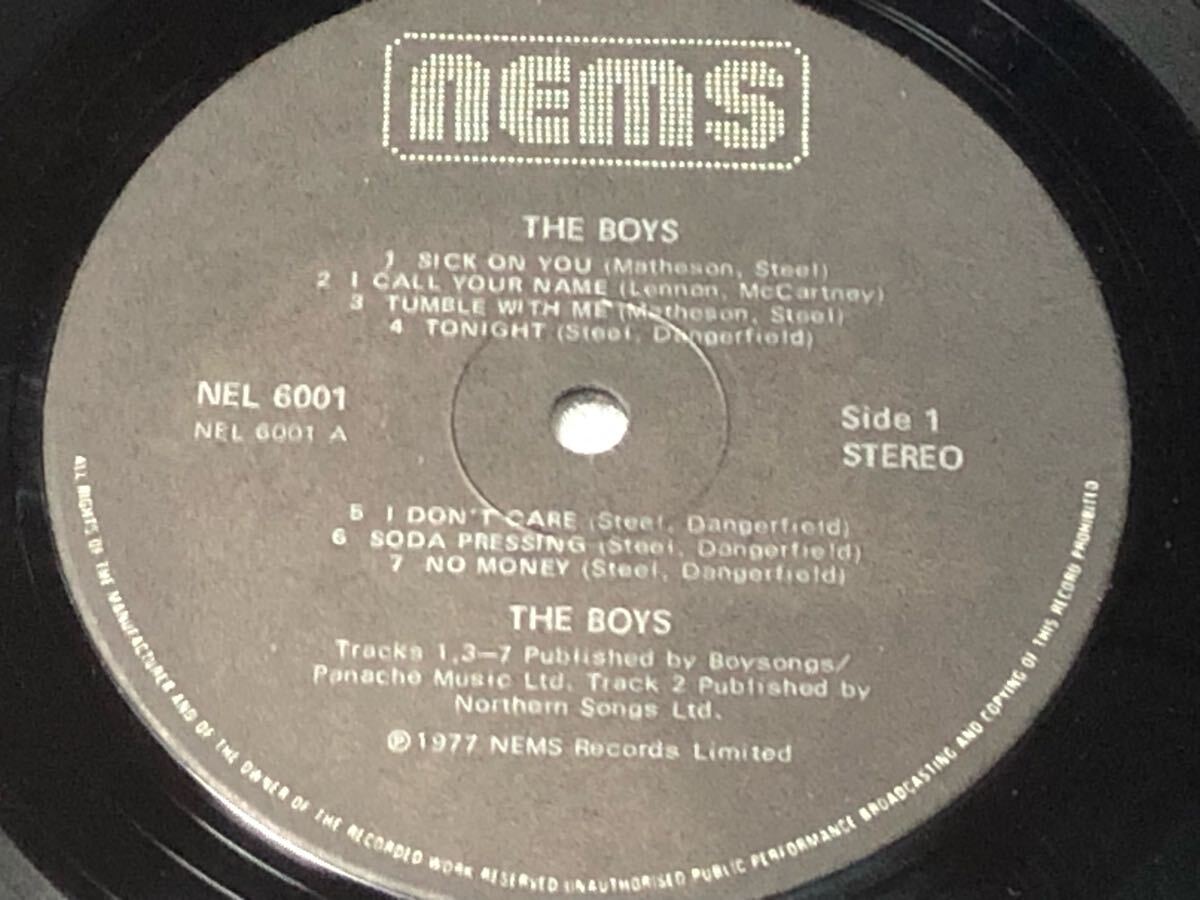 nems
THE BOYS
1 SICK ON YOU (Matheson, Steel)
2 I CALL YOUR NAME (Lennon, McCartney)
3 TUMBLE WITH ME (Matheson, Steel)
4 TONIGHT (Steel, Dangerfield)
NEL 6001
NEL 6001 A
Side 1
STEREO
5 I DON'T CARE (Steel, Dangerfield)
6 SODA PRESSING (Steel, Dangerfield)
7 NO MONEY (Steel, Dangerfield)
THE BOYS
Tracks 1,3–7 Published by Boysongs/
Panache Music Ltd. Track 2 Published by
Northern Songs Ltd.
℗1977 NEMS Records Limited
ALL RIGHTS OF THE MANUFACTURER AND OF THE OWNER OF THE RECORDED WORK RESERVED UNAUTHORISED PUBLIC PERFORMANCE BROADCASTING AND COPYING OF THIS RECORD PROHIBITED